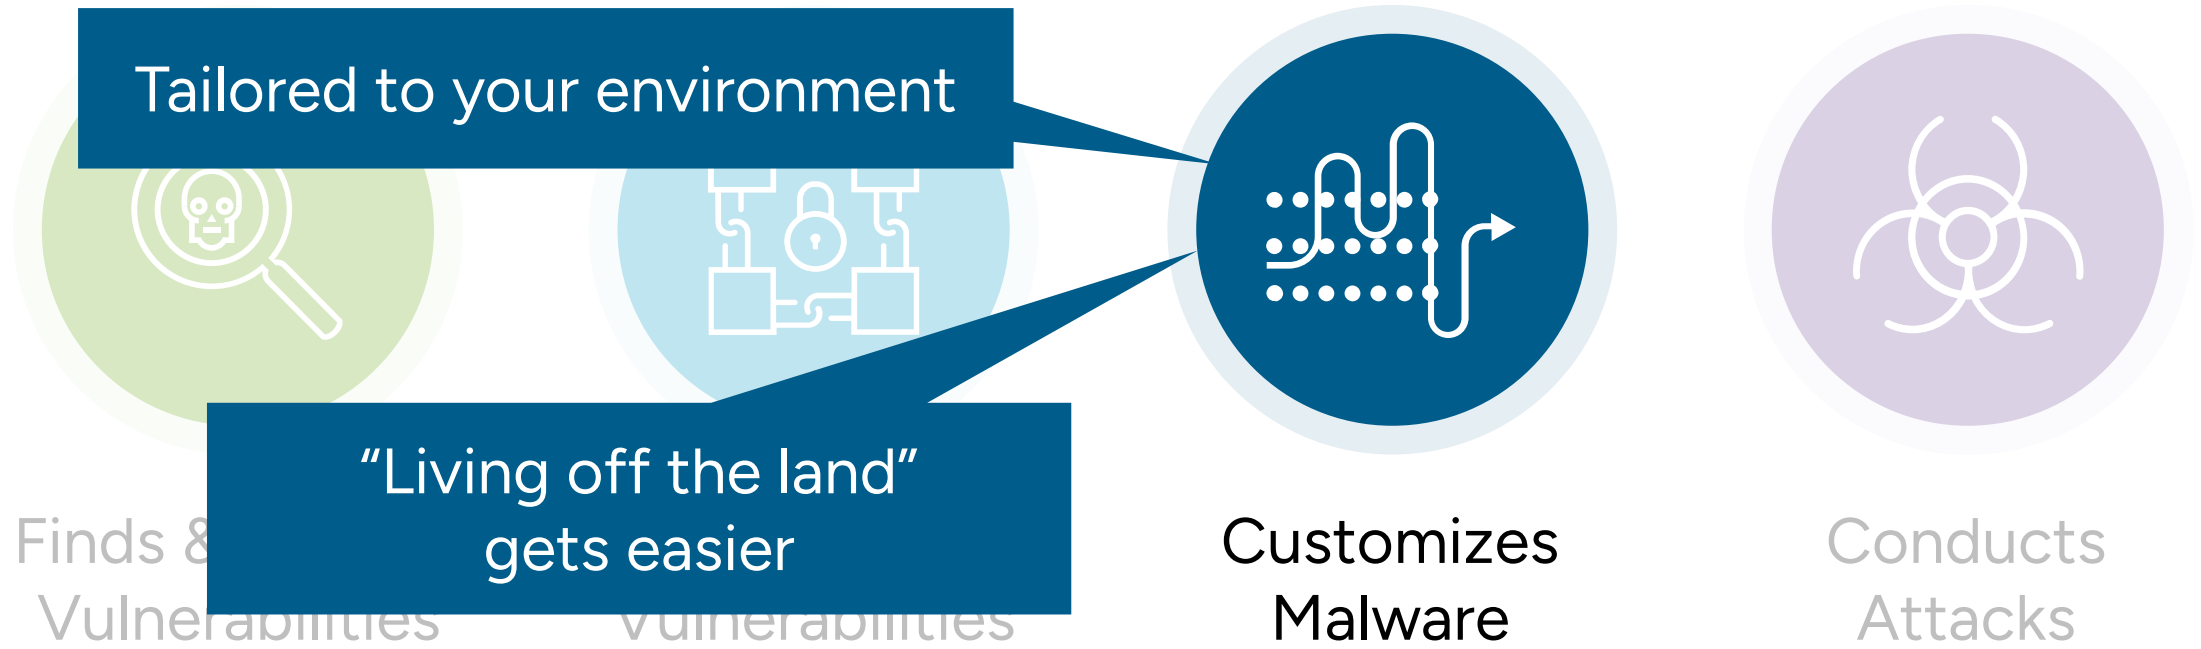 Tailored to your environment
“Living off the land”
gets easier
Finds &
Vulnerabilities
Vulnerabilities
Customizes
Malware
Conducts
Attacks